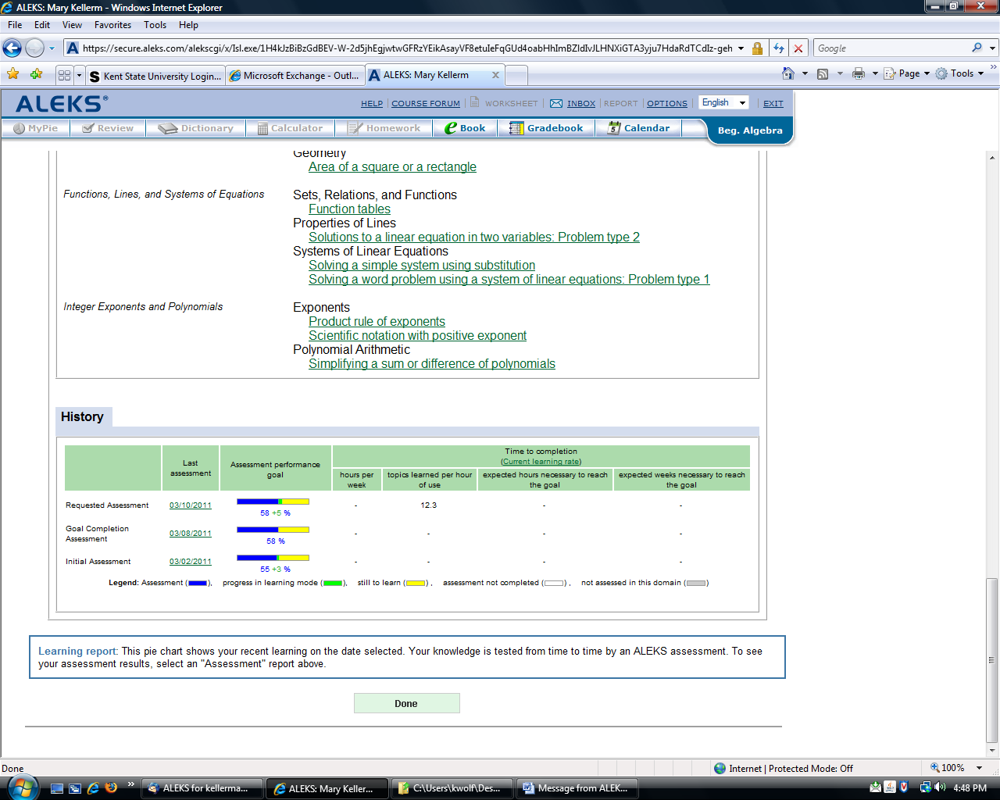 ALEKS: Mary Kellerm - Windows Internet Explorer
File Edit View Favorites Tools Help
https://secure.aleks.com/alekscgi/x/Isl.exe/1H4kJzBiBzGdBEV-W-2d5jhEgjwtwGFRzYEikAsayVF8etuIeFqGUd4oabHhImBZIdIvJLHNXiGTA3yju7HdaRdTCdIz-geh
Google
Kent State University Login...
Microsoft Exchange - Outl...
ALEKS: Mary Kellerm
Page Tools
ALEKS®
HELP | COURSE FORUM | WORKSHEET | INBOX | REPORT | OPTIONS | English | EXIT
MyPie Review Dictionary Calculator Homework eBook Gradebook Calendar Beg. Algebra
Geometry
Area of a square or a rectangle
Functions, Lines, and Systems of Equations
Sets, Relations, and Functions
Function tables
Properties of Lines
Solutions to a linear equation in two variables: Problem type 2
Systems of Linear Equations
Solving a simple system using substitution
Solving a word problem using a system of linear equations: Problem type 1
Integer Exponents and Polynomials
Exponents
Product rule of exponents
Scientific notation with positive exponent
Polynomial Arithmetic
Simplifying a sum or difference of polynomials
History
Last assessment
Assessment performance goal
Time to completion
(Current learning rate)
hours per week
topics learned per hour of use
expected hours necessary to reach the goal
expected weeks necessary to reach the goal
Requested Assessment 03/10/2011 58 +5 % - 12.3 - -
Goal Completion Assessment 03/08/2011 58 % - - - -
Initial Assessment 03/02/2011 55 +3 % - - - -
Legend: Assessment ( ), progress in learning mode ( ), still to learn ( ) , assessment not completed ( ) , not assessed in this domain ( )
Learning report: This pie chart shows your recent learning on the date selected. Your knowledge is tested from time to time by an ALEKS assessment. To see
your assessment results, select an "Assessment" report above.
Done
Done
Internet | Protected Mode: Off
100%
ALEKS for kellerma...
ALEKS: Mary Keller...
C:\Users\kwolf\Des...
Message from ALEK...
4:48 PM